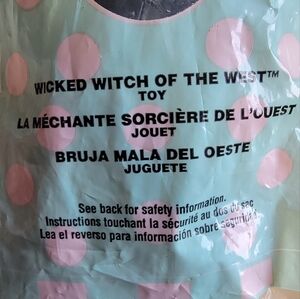 WICKED WITCH OF THE WEST™
TOY
LA MÉCHANTE SORCIÈRE DE L'OUEST
JOUET
BRUJA MALA DEL OESTE
JUGUETE
See back for safety information.
Instructions touchant la sécurité au dos du sac
Lea el reverso para información sobre seguridad